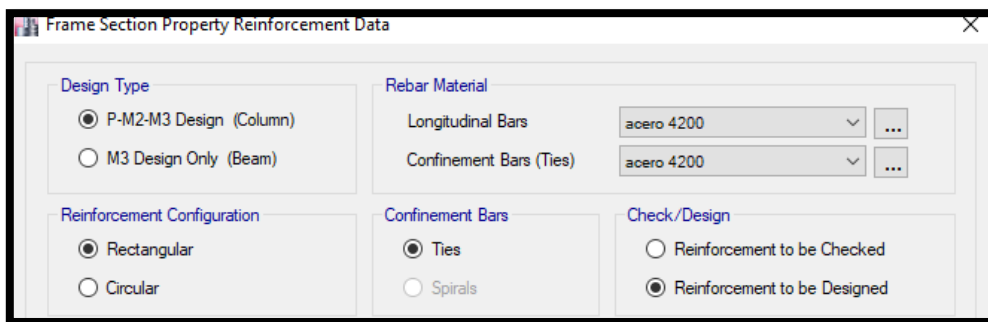 Frame Section Property Reinforcement Data
Design Type
P-M2-M3 Design (Column)
M3 Design Only (Beam)
Rebar Material
Longitudinal Bars
acero 4200
...
Confinement Bars (Ties)
acero 4200
...
Reinforcement Configuration
Rectangular
Circular
Confinement Bars
Ties
Spirals
Check/Design
Reinforcement to be Checked
Reinforcement to be Designed